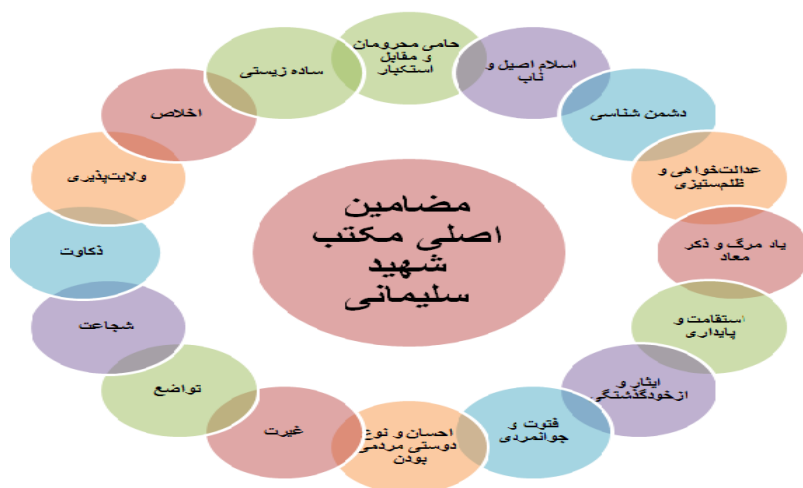 مضامین
اصلی مکتب
شهید
سلیمانی
حامی محرومان
و مقابل
استکبار
اسلام اصیل و
ناب
دشمن شناسی
عدالت‌خواهی و
ظلم‌ستیزی
یاد مرگ و ذکر
معاد
استقامت و
پایداری
ایثار و
ازخودگذشتگی
فتوت و
جوانمردی
احسان و نوع
دوستی مردمی
بودن
غیرت
تواضع
شجاعت
ذکاوت
ولایت‌پذیری
اخلاص
ساده زیستی